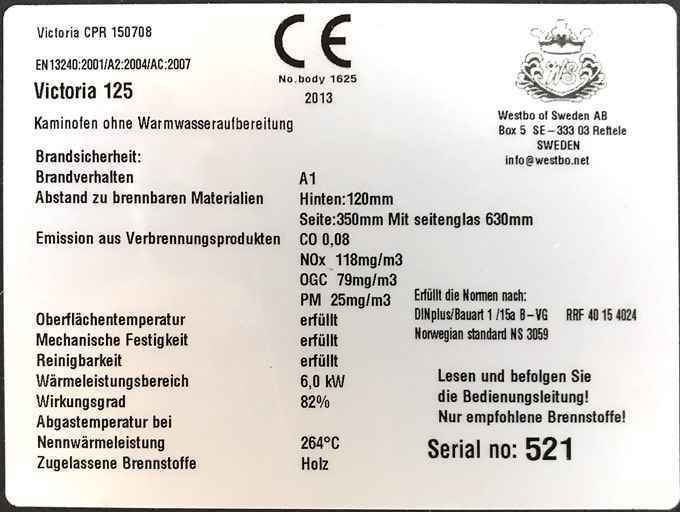 Victoria CPR 150708
CE
No.body 1625
2013
EN13240:2001/A2:2004/AC:2007
Victoria 125
Kaminofen ohne Warmwasseraufbereitung
WS
Westbo of Sweden AB
Box 5 SE–333 03 Reftele
SWEDEN
info@westbo.net
Brandsicherheit:
Brandverhalten A1
Abstand zu brennbaren Materialien Hinten:120mm
Seite:350mm Mit seitenglas 630mm
Emission aus Verbrennungsprodukten CO 0,08
NOx 118mg/m3
OGC 79mg/m3
PM 25mg/m3
Erfüllt die Normen nach:
DINplus/Bauart 1 /15a B–VG RRF 40 15 4024
Norwegian standard NS 3059
Oberflächentemperatur erfüllt
Mechanische Festigkeit erfüllt
Reinigbarkeit erfüllt
Wärmeleistungsbereich 6,0 kW
Wirkungsgrad 82%
Abgastemperatur bei
Nennwärmeleistung 264°C
Zugelassene Brennstoffe Holz
Lesen und befolgen Sie
die Bedienungsleitung!
Nur empfohlene Brennstoffe!
Serial no: 521